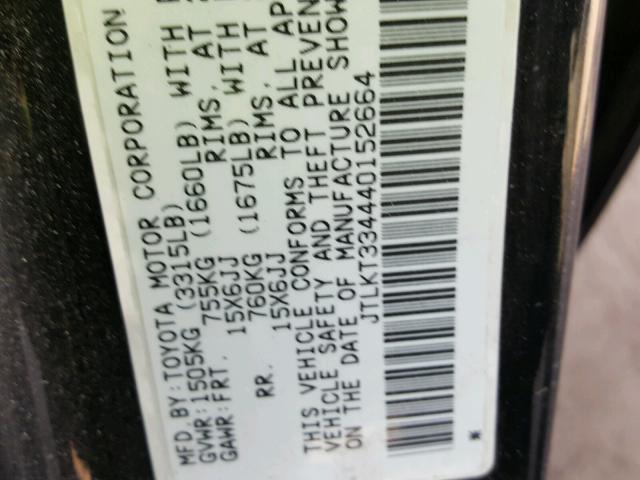 MFD. BY: TOYOTA MOTOR CORPORATION
GVWR: 1505KG (3315LB)
GAWR: FRT. 755KG (1660LB) WITH
15X6JJ RIMS, AT
RR. 760KG (1675LB) WITH
15X6JJ RIMS, AT
THIS VEHICLE CONFORMS TO ALL AP
VEHICLE SAFETY AND THEFT PREVEN
ON THE DATE OF MANUFACTURE SHOW
JTLKT334440152664